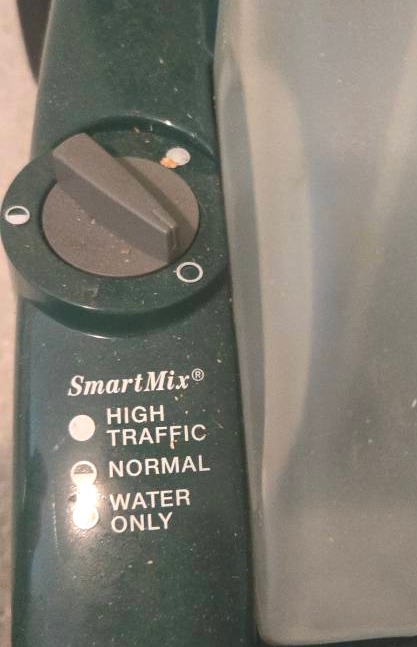 SmartMix®
HIGH
TRAFFIC
NORMAL
WATER
ONLY